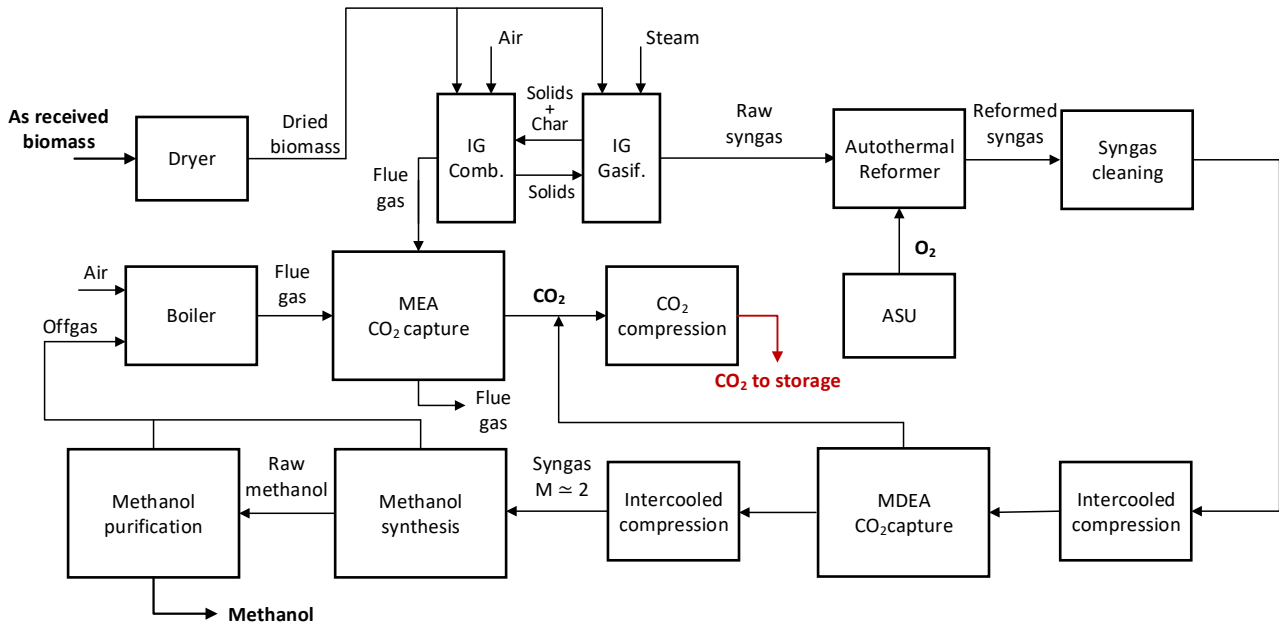 Air
Steam
As received
biomass
Dryer
Dried
biomass
Solids
+
Char
IG
Comb.
Solids
IG
Gasif.
Raw
syngas
Autothermal
Reformer
Reformed
syngas
Syngas
cleaning
Flue
gas
O₂
ASU
Air
Offgas
Boiler
Flue
gas
MEA
CO₂ capture
CO₂
CO₂
compression
CO₂ to storage
Flue
gas
Methanol
purification
Raw
methanol
Methanol
synthesis
Syngas
M ≃ 2
Intercooled
compression
MDEA
CO₂capture
Intercooled
compression
Methanol